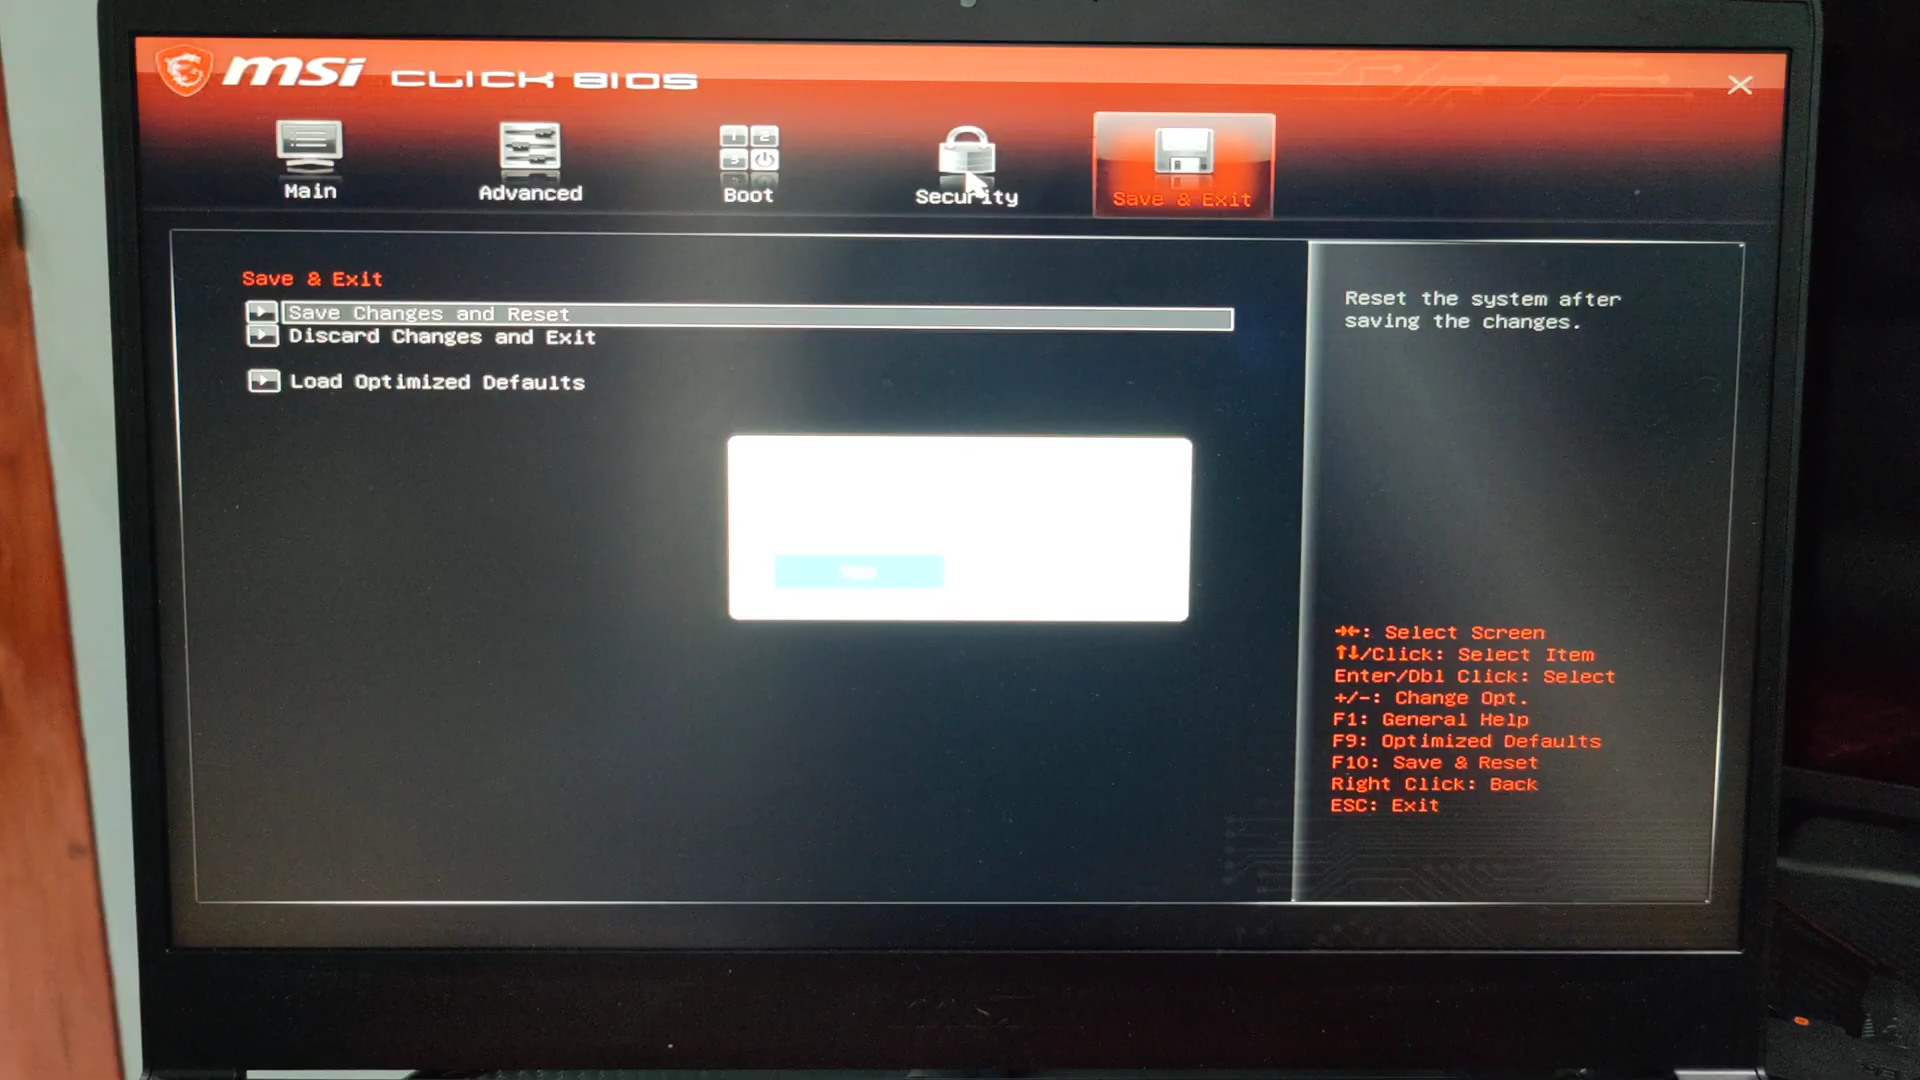 msi CLICK BIOS
Main
Advanced
Boot
Security
Save & Exit
Save & Exit
Save Changes and Reset
Discard Changes and Exit
Load Optimized Defaults
Reset the system after
saving the changes.
→←: Select Screen
↑↓/Click: Select Item
Enter/Dbl Click: Select
+/-: Change Opt.
F1: General Help
F9: Optimized Defaults
F10: Save & Reset
Right Click: Back
ESC: Exit